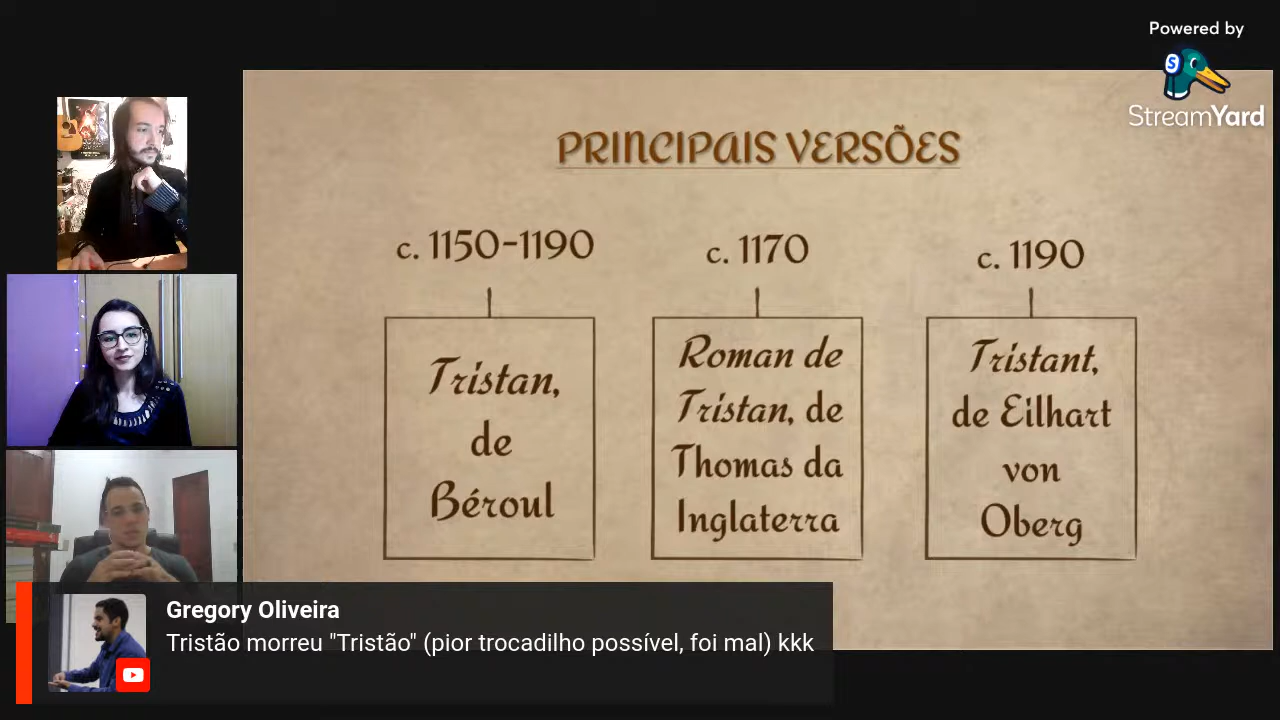 Powered by
StreamYard
PRINCIPAIS VERSÕES
c. 1150-1190
Tristan,
de
Béroul
c. 1170
Roman de
Tristan, de
Thomas da
Inglaterra
c. 1190
Tristant,
de Eilhart
von
Oberg
Gregory Oliveira
Tristão morreu "Tristão" (pior trocadilho possível, foi mal) kkk